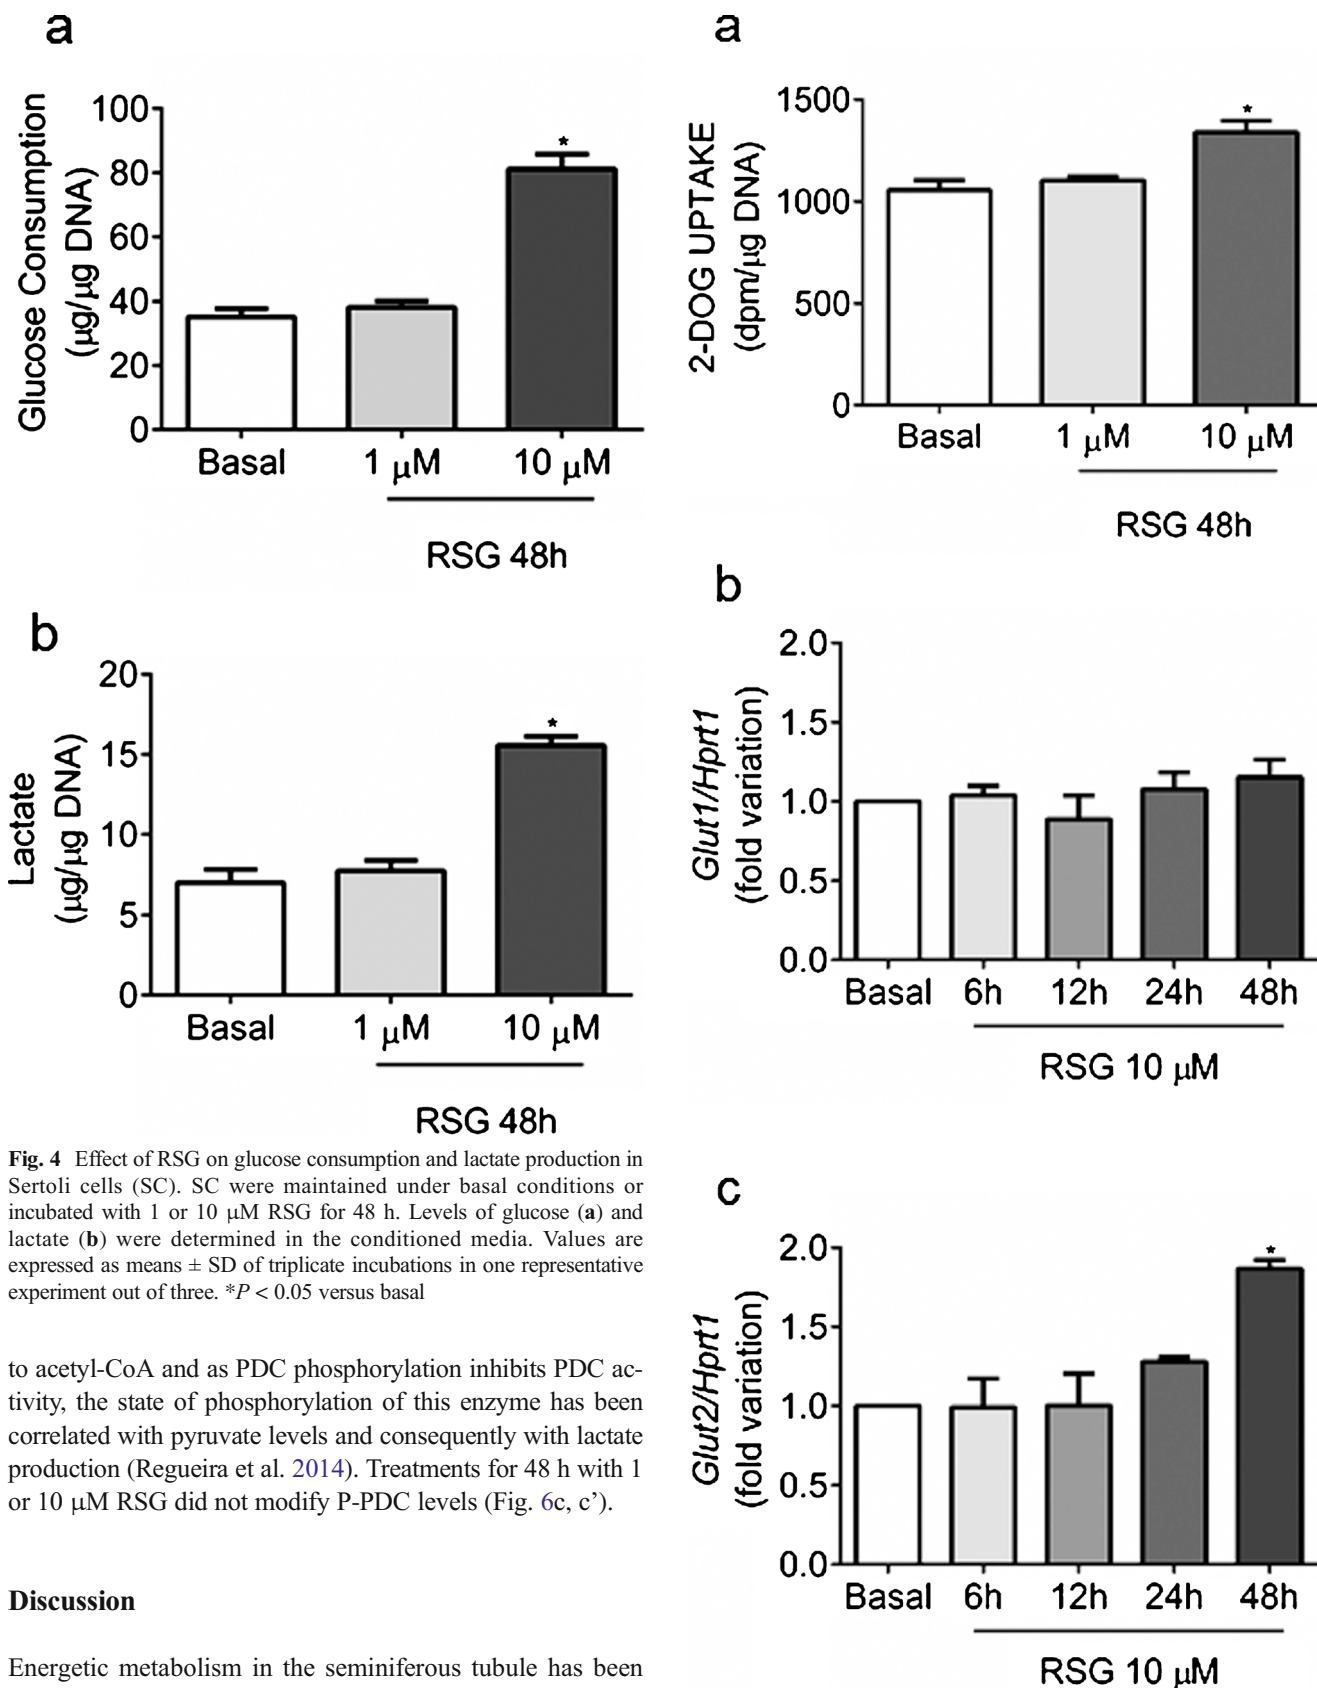 a
Glucose Consumption
(µg/µg DNA)
100
80
60
40
20
0
*
Basal
1 µM
10 µM
RSG 48h
b
Lactate
(µg/µg DNA)
20
15
10
5
0
*
Basal
1 µM
10 µM
RSG 48h
Fig. 4 Effect of RSG on glucose consumption and lactate production in
Sertoli cells (SC). SC were maintained under basal conditions or
incubated with 1 or 10 µM RSG for 48 h. Levels of glucose (a) and
lactate (b) were determined in the conditioned media. Values are
expressed as means ± SD of triplicate incubations in one representative
experiment out of three. *P < 0.05 versus basal
to acetyl-CoA and as PDC phosphorylation inhibits PDC ac-
tivity, the state of phosphorylation of this enzyme has been
correlated with pyruvate levels and consequently with lactate
production (Regueira et al. 2014). Treatments for 48 h with 1
or 10 µM RSG did not modify P-PDC levels (Fig. 6c, c’).
Discussion
Energetic metabolism in the seminiferous tubule has been
a
2-DOG UPTAKE
(dpm/µg DNA)
1500
1000
500
0
*
Basal
1 µM
10 µM
RSG 48h
b
Glut1/Hprt1
(fold variation)
2.0
1.5
1.0
0.5
0.0
Basal
6h
12h
24h
48h
RSG 10 µM
c
Glut2/Hprt1
(fold variation)
2.0
1.5
1.0
0.5
0.0
*
Basal
6h
12h
24h
48h
RSG 10 µM